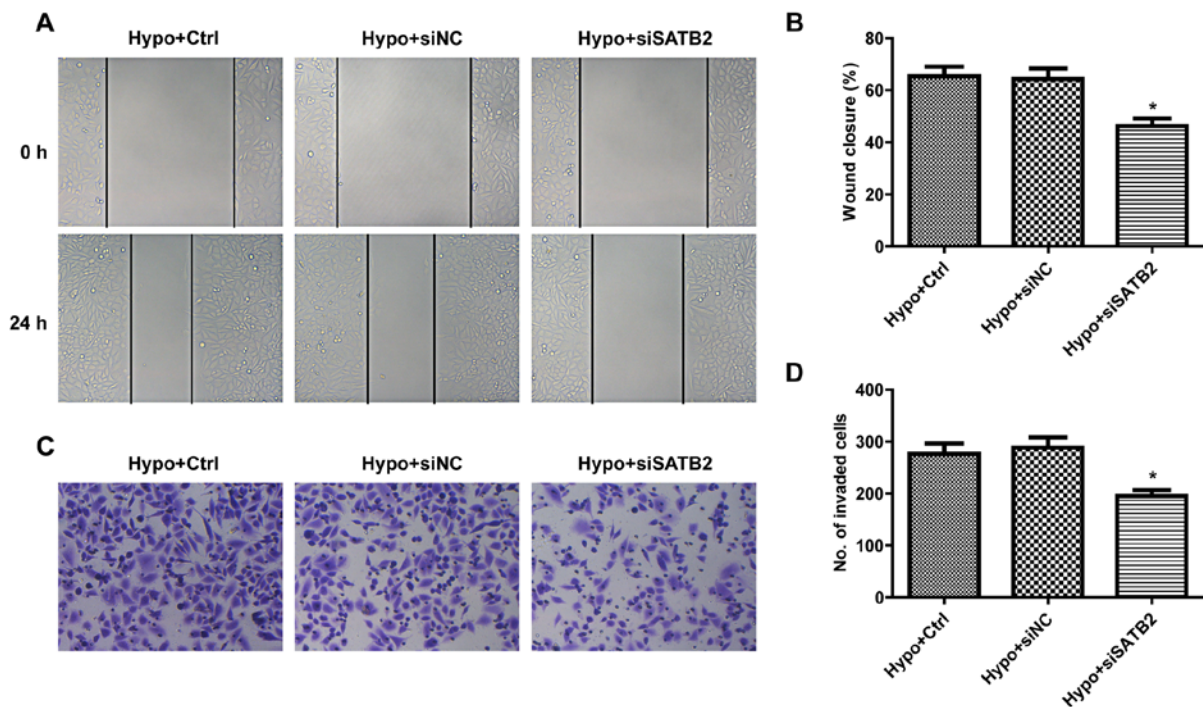 A
Hypo+Ctrl
Hypo+siNC
Hypo+siSATB2
0 h
24 h
B
Wound closure (%)
80
60
40
20
0
*
Hypo+Ctrl
Hypo+siNC
Hypo+siSATB2
C
Hypo+Ctrl
Hypo+siNC
Hypo+siSATB2
D
No. of invaded cells
400
300
200
100
0
*
Hypo+Ctrl
Hypo+siNC
Hypo+siSATB2